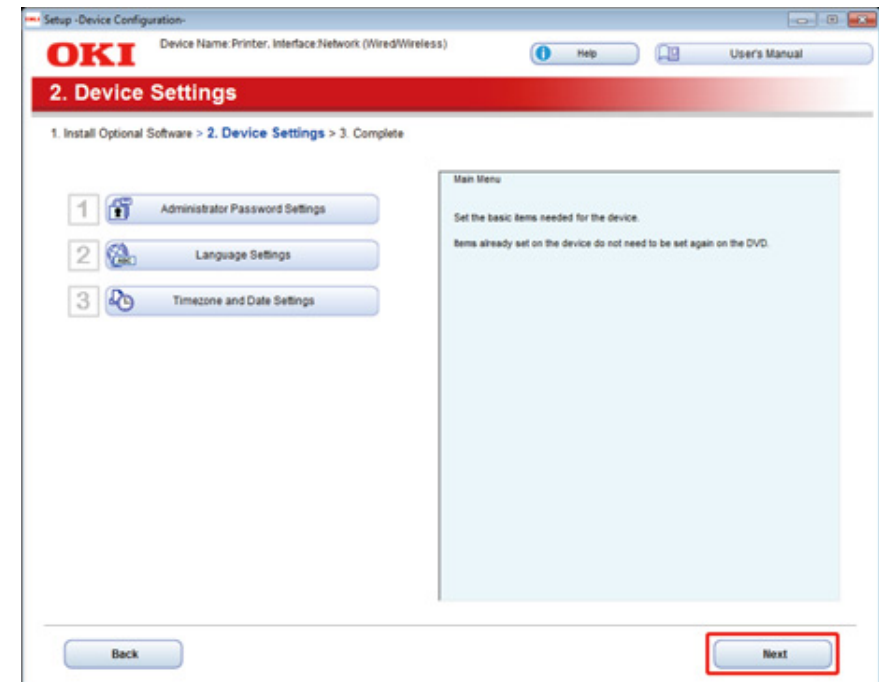 Setup -Device Configuration-
OKI
Device Name:Printer, Interface:Network (Wired/Wireless)
Help
User's Manual
2. Device Settings
1. Install Optional Software > 2. Device Settings > 3. Complete
Main Menu
1 Administrator Password Settings
Set the basic items needed for the device.
Items already set on the device do not need to be set again on the DVD.
2 Language Settings
3 Timezone and Date Settings
Back
Next